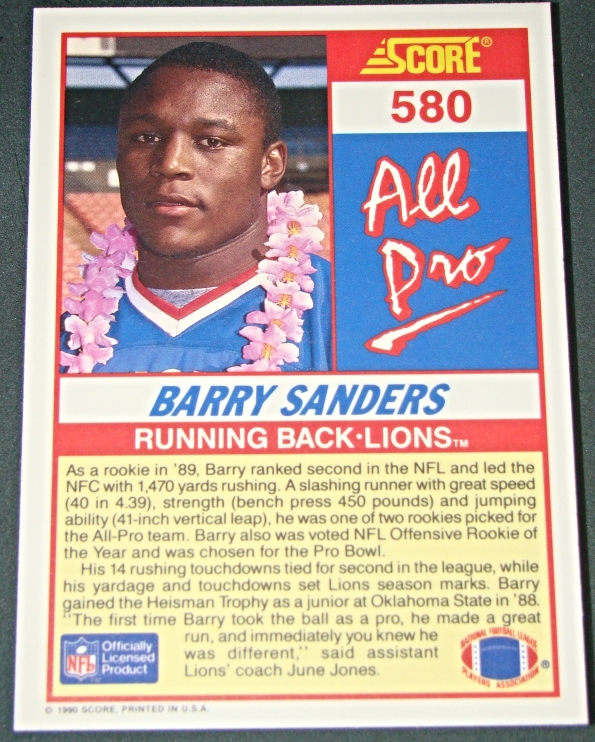 SCORE®
580
All
Pro
BARRY SANDERS
RUNNING BACK·LIONS™
As a rookie in '89, Barry ranked second in the NFL and led the
NFC with 1,470 yards rushing. A slashing runner with great speed
(40 in 4.39), strength (bench press 450 pounds) and jumping
ability (41-inch vertical leap), he was one of two rookies picked for
the All-Pro team. Barry also was voted NFL Offensive Rookie of
the Year and was chosen for the Pro Bowl.
His 14 rushing touchdowns tied for second in the league, while
his yardage and touchdowns set Lions season marks. Barry
gained the Heisman Trophy as a junior at Oklahoma State in '88.
"The first time Barry took the ball as a pro, he made a great
run, and immediately you knew he
was different," said assistant
Lions' coach June Jones.
NFL
Officially
Licensed
Product
NATIONAL FOOTBALL LEAGUE
PLAYERS ASSOCIATION
®
© 1990 SCORE, PRINTED IN U.S.A.